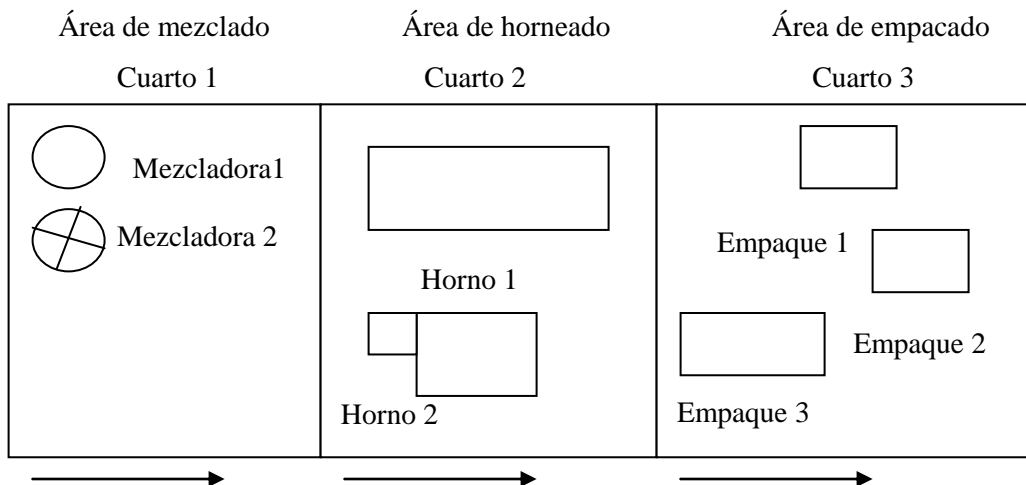 Área de mezclado
Área de horneado
Área de empacado
Cuarto 1
Cuarto 2
Cuarto 3
Mezcladora1
Mezcladora 2
Horno 1
Horno 2
Empaque 1
Empaque 2
Empaque 3